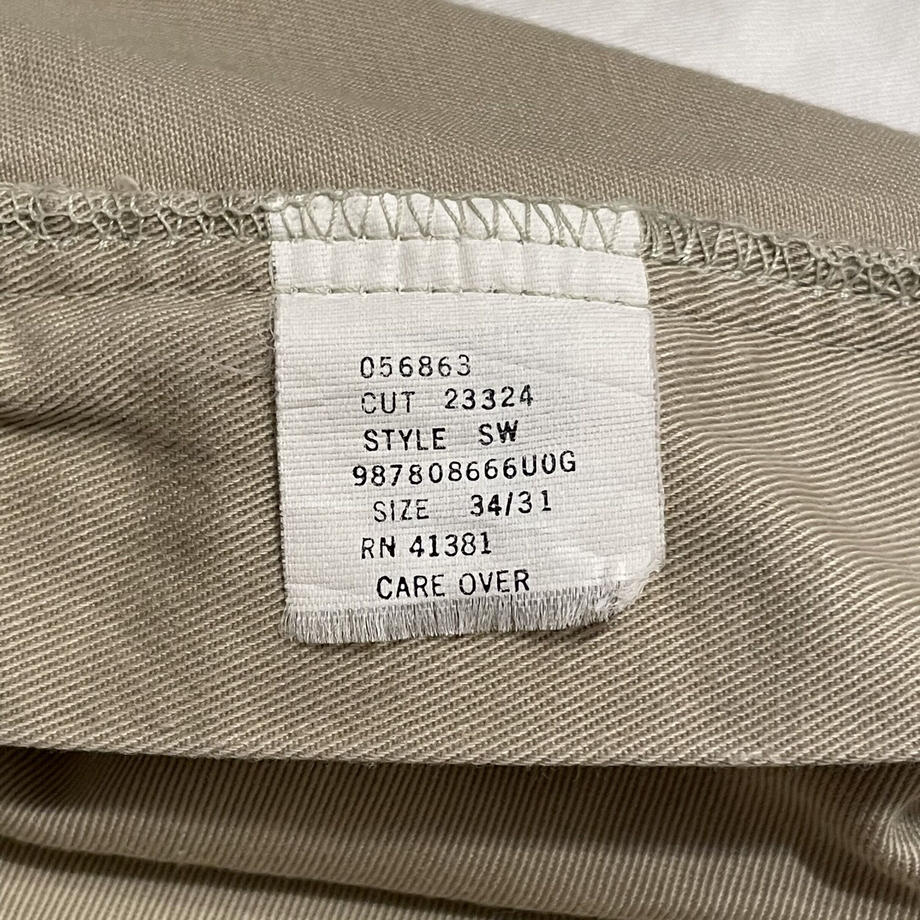 056863
CUT 23324
STYLE SW
987808666U0G
SIZE 34/31
RN 41381
CARE OVER